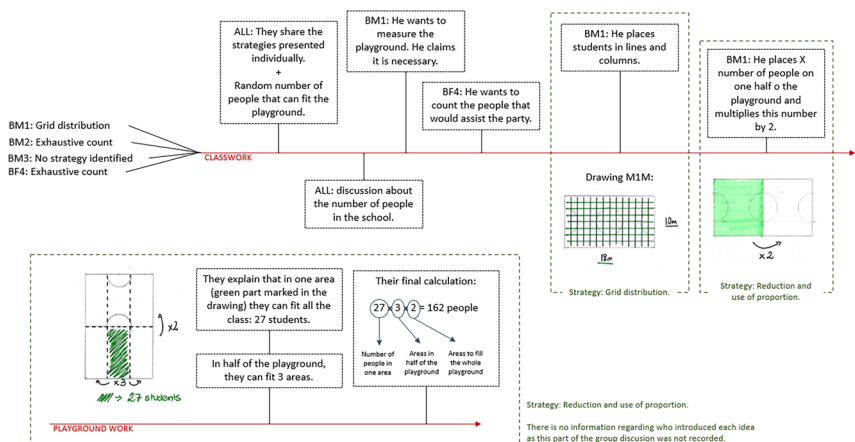 ALL: They share the
strategies presented
individually.
+
Random number of
people that can fit the
playground.
BM1: He wants to
measure the
playground. He claims
it is necessary.
BF4: He wants to
count the people that
would assist the party.
BM1: He places
students in lines and
columns.
BM1: He places X
number of people on
one half o the
playground and
multiplies this number
by 2.
BM1: Grid distribution
BM2: Exhaustive count
BM3: No strategy identified
BF4: Exhaustive count
CLASSWORK
ALL: discussion about
the number of people
in the school.
Drawing M1M:
10m
18m
Strategy: Grid distribution.
x2
Strategy: Reduction and
use of proportion.
x2
x3
→ 27 students
They explain that in one area
(green part marked in the
drawing) they can fit all the
class: 27 students.
In half of the playground,
they can fit 3 areas.
Their final calculation:
27x3x2= 162 people
Number of
people in
one area
Areas in
half of the
playground
Areas to fill
the whole
playground
PLAYGROUND WORK
Strategy: Reduction and use of proportion.
There is no information regarding who introduced each idea
as this part of the group discusion was not recorded.